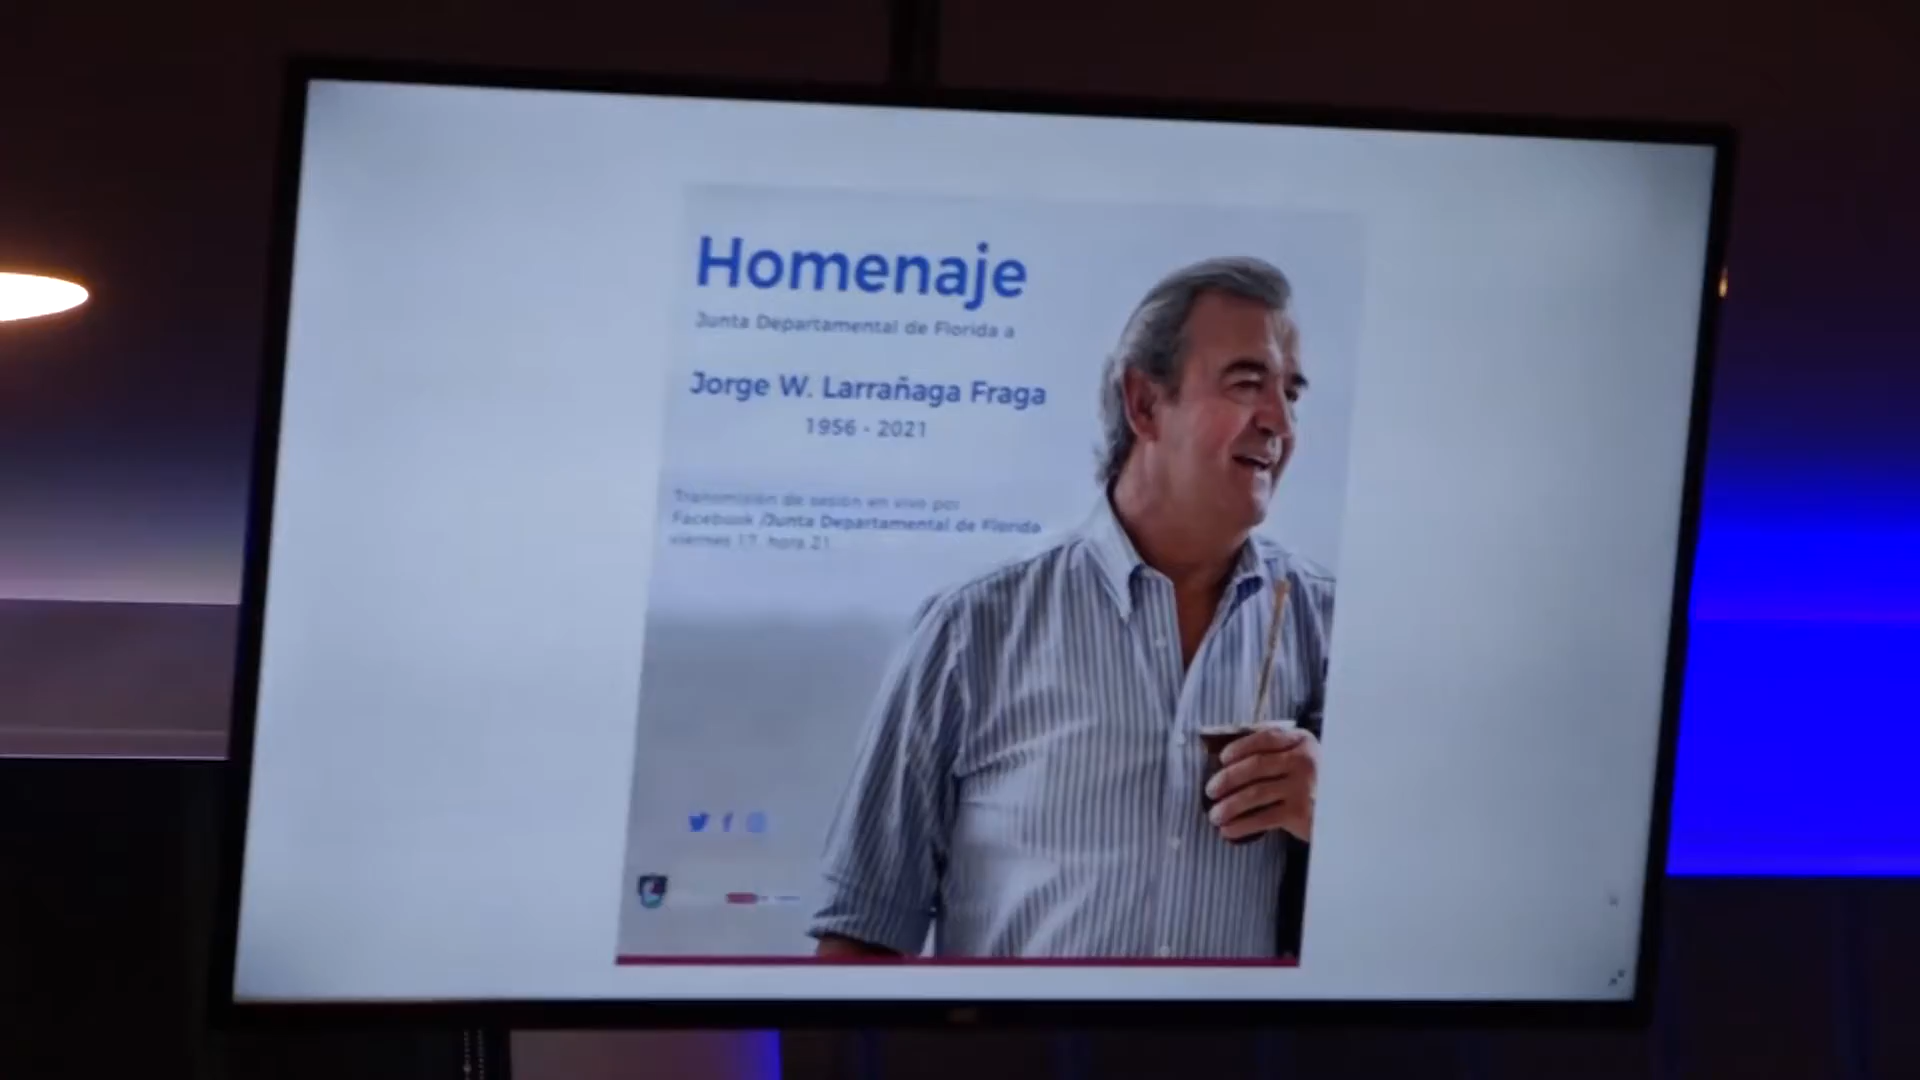 Homenaje
Junta Departamental de Florida a
Jorge W. Larrañaga Fraga
1956 - 2021
Transmisión de sesión en vivo por
Facebook /Junta Departamental de Florida
viernes 17, hora 21